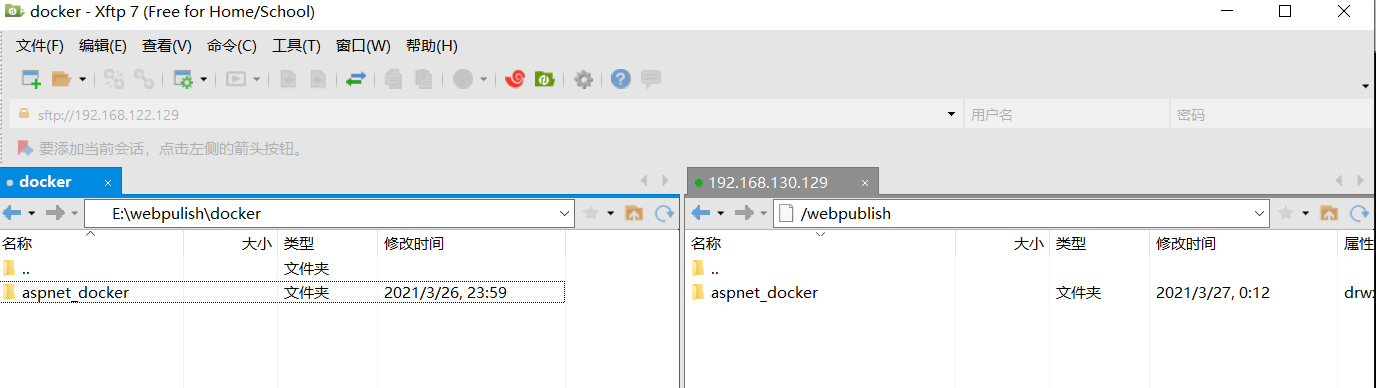 docker - Xftp 7 (Free for Home/School)
文件(F) 编辑(E) 查看(V) 命令(C) 工具(T) 窗口(W) 帮助(H)
sftp://192.168.122.129 用户名 密码
要添加当前会话，点击左侧的箭头按钮。
docker × 192.168.130.129 ×
E:\webpulish\docker /webpublish
名称 大小 类型 修改时间 名称 大小 类型 修改时间 属性
.. 文件夹 ..
aspnet_docker 文件夹 2021/3/26, 23:59 aspnet_docker 文件夹 2021/3/27, 0:12 drwx